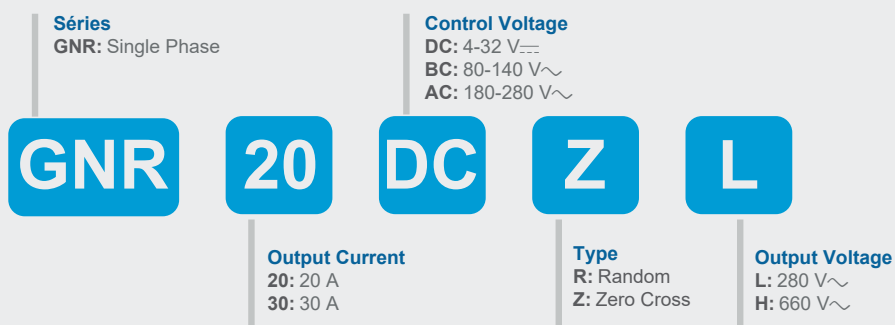 Séries
GNR: Single Phase
Control Voltage
DC: 4-32 V⎓
BC: 80-140 V∿
AC: 180-280 V∿
GNR 20 DC Z L
Output Current
20: 20 A
30: 30 A
Type
R: Random
Z: Zero Cross
Output Voltage
L: 280 V∿
H: 660 V∿